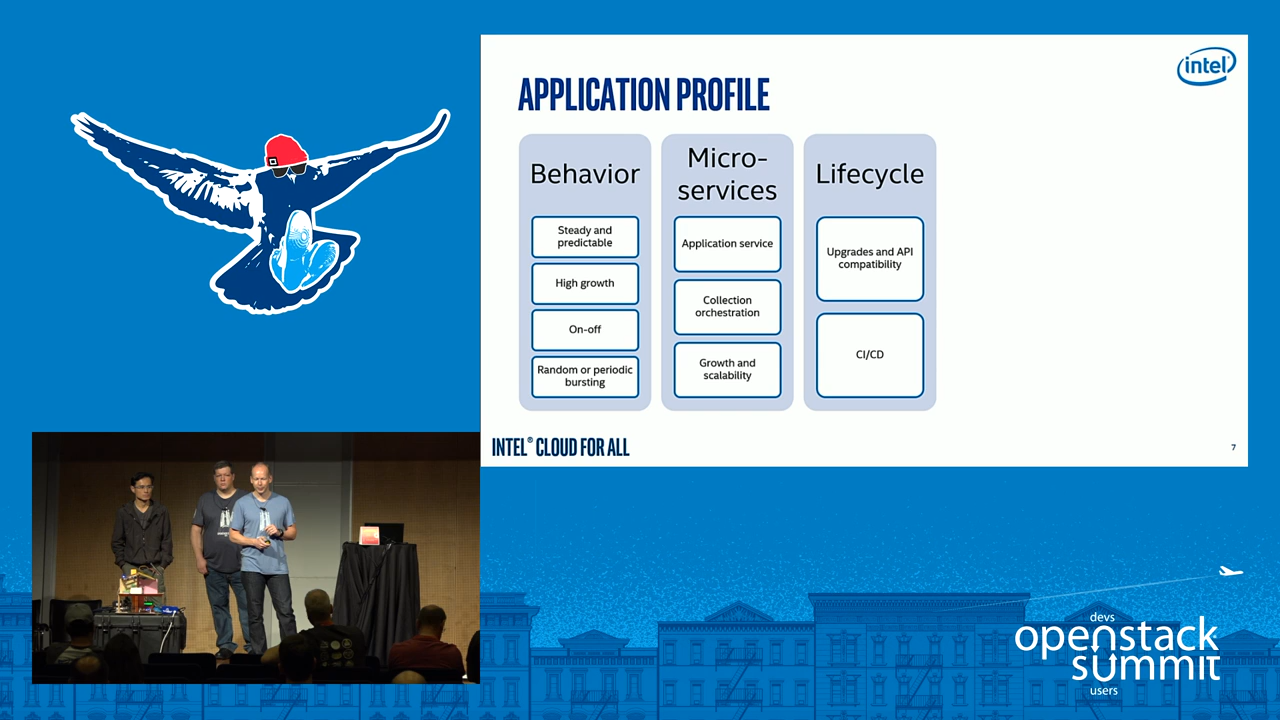 intel
APPLICATION PROFILE
Behavior
Steady and
predictable
High growth
On-off
Random or periodic
bursting
Micro-
services
Application service
Collection
orchestration
Growth and
scalability
Lifecycle
Upgrades and API
compatibility
CI/CD
INTEL® CLOUD FOR ALL
7
devs
openstack
summit
users